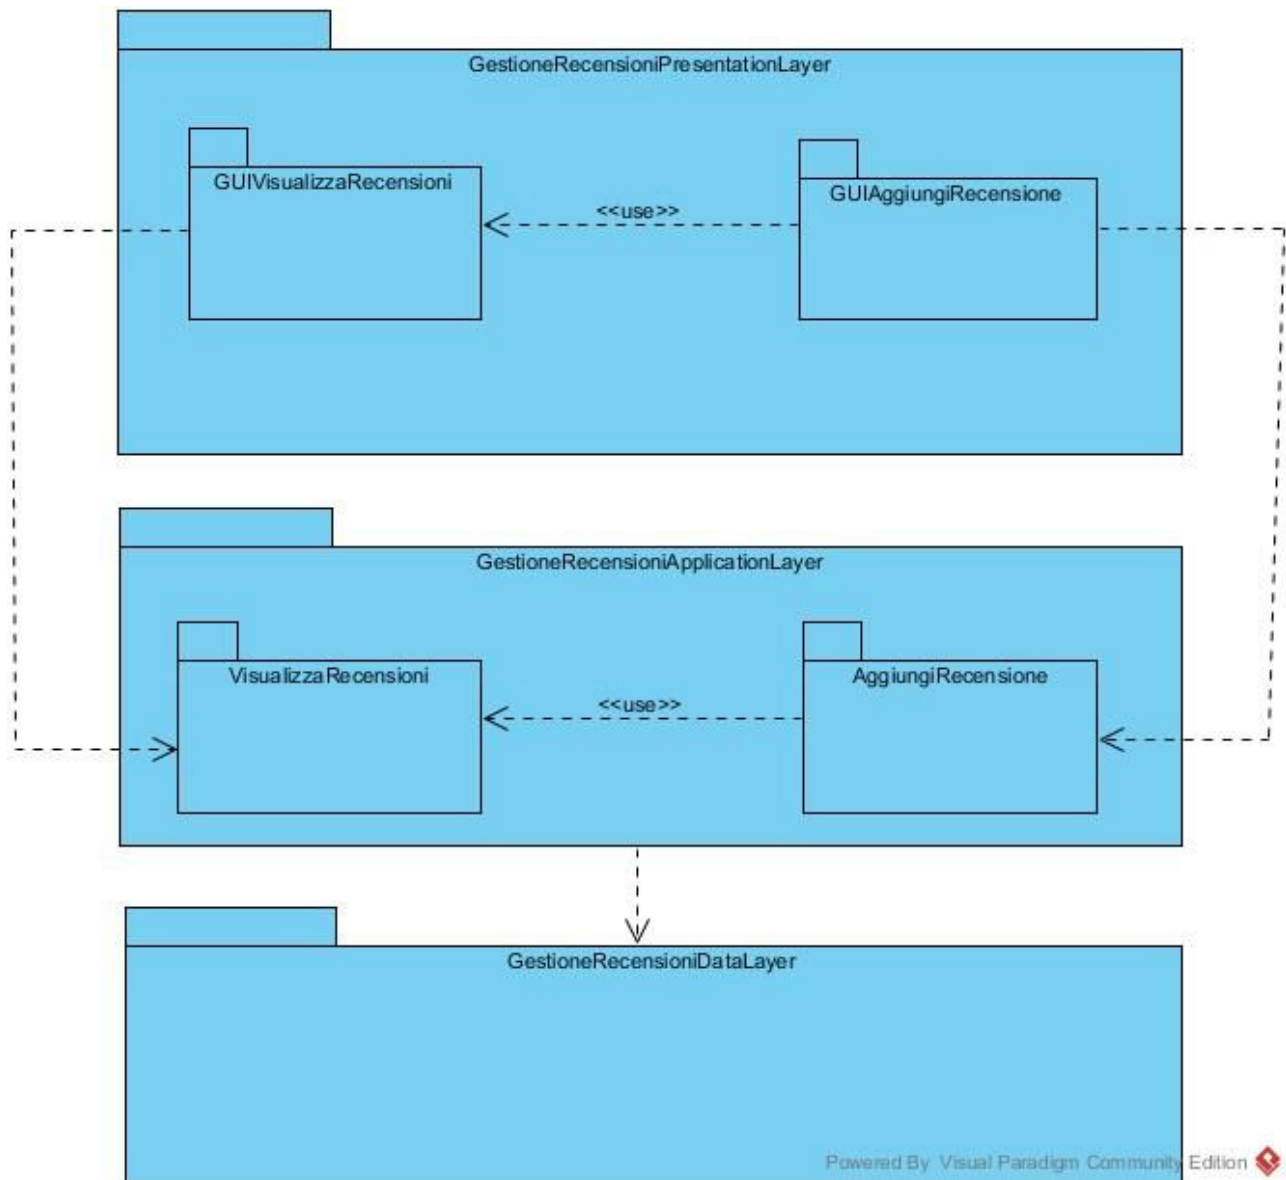 GestioneRecensioniPresentationLayer
GUIVisualizzaRecensioni
GUIAggiungiRecensione
<<use>>
GestioneRecensioniApplicationLayer
VisualizzaRecensioni
AggiungiRecensione
<<use>>
GestioneRecensioniDataLayer
Powered By Visual Paradigm Community Edition